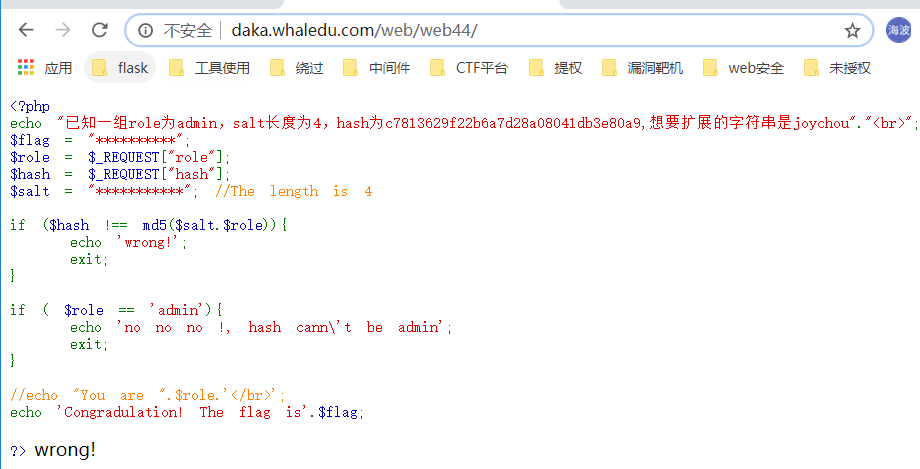 不安全 daka.whaledu.com/web/web44/ 海波
应用 flask 工具使用 绕过 中间件 CTF平台 提权 漏洞靶机 web安全 未授权
<?php
echo "已知一组role为admin，salt长度为4，hash为c7813629f22b6a7d28a08041db3e80a9,想要扩展的字符串是joychou"."<br>";
$flag = "**********";
$role = $_REQUEST["role"];
$hash = $_REQUEST["hash"];
$salt = "***********"; //The length is 4
if ($hash !== md5($salt.$role)){
echo 'wrong!';
exit;
}
if ( $role == 'admin'){
echo 'no no no !, hash cann\'t be admin';
exit;
}
//echo "You are ".$role.'</br>';
echo 'Congradulation! The flag is'.$flag;
?> wrong!